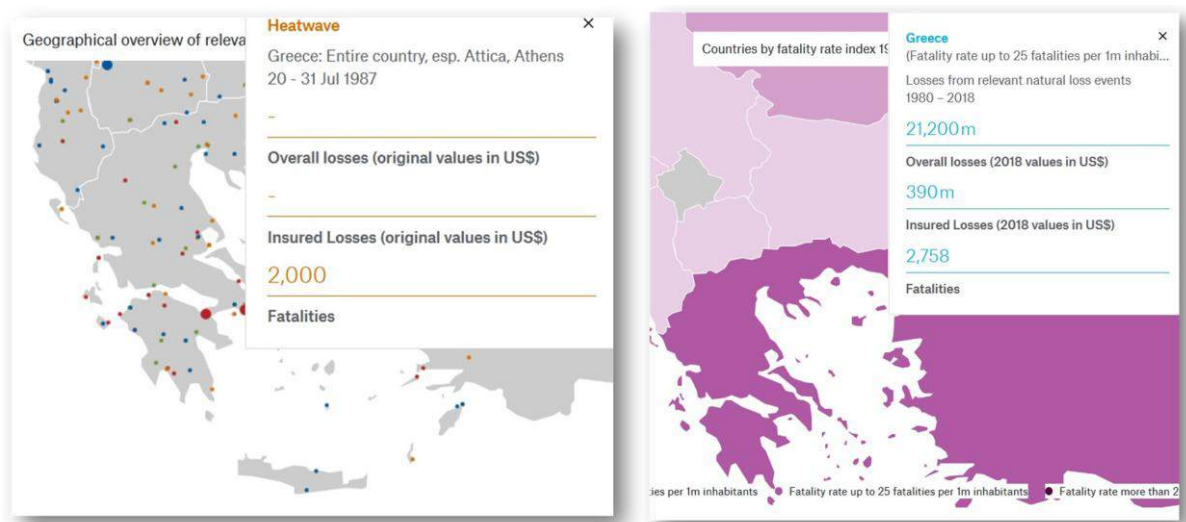 Geographical overview of releva
Heatwave
×
Greece: Entire country, esp. Attica, Athens
20 - 31 Jul 1987
-
Overall losses (original values in US$)
-
Insured Losses (original values in US$)
2,000
Fatalities
Countries by fatality rate index 19
Greece
×
(Fatality rate up to 25 fatalities per 1m inhabi...
Losses from relevant natural loss events
1980 – 2018
21,200m
Overall losses (2018 values in US$)
390m
Insured Losses (2018 values in US$)
2,758
Fatalities
ties per 1m inhabitants Fatality rate up to 25 fatalities per 1m inhabitants Fatality rate more than 2